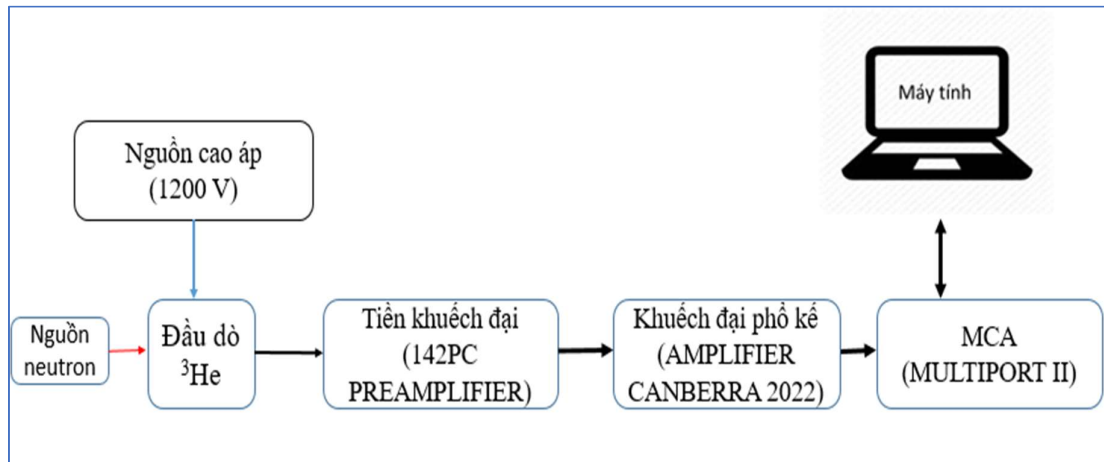 Máy tính
Nguồn cao áp
(1200 V)
Nguồn
neutron
Đầu dò
³He
Tiền khuếch đại
(142PC
PREAMPLIFIER)
Khuếch đại phổ kế
(AMPLIFIER
CANBERRA 2022)
MCA
(MULTIPORT II)